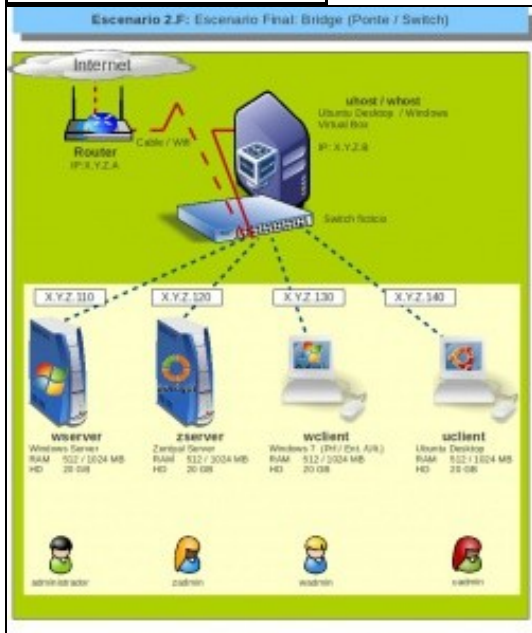 Escenario 2.F: Escenario Final: Bridge (Ponte / Switch)
Internet
Router
IP:X.Y.Z.A
Cable / Wifi
uhost / whost
Ubuntu Desktop / Windows
Virtual Box
IP: X.Y.Z.B
Switch ficticio
X.Y.Z.110
X.Y.Z.120
X.Y.Z.130
X.Y.Z.140
wserver
Windows Server
RAM 512 / 1024 MB
HD 20 GB
zserver
Zentyal Server
RAM 512 / 1024 MB
HD 20 GB
wclient
Windows 7
RAM 512 / 1024 MB
HD 20 GB
uclient
Ubuntu Desktop
RAM 512 / 1024 MB
HD 20 GB
administrador
zadmin
wadmin
uadmin